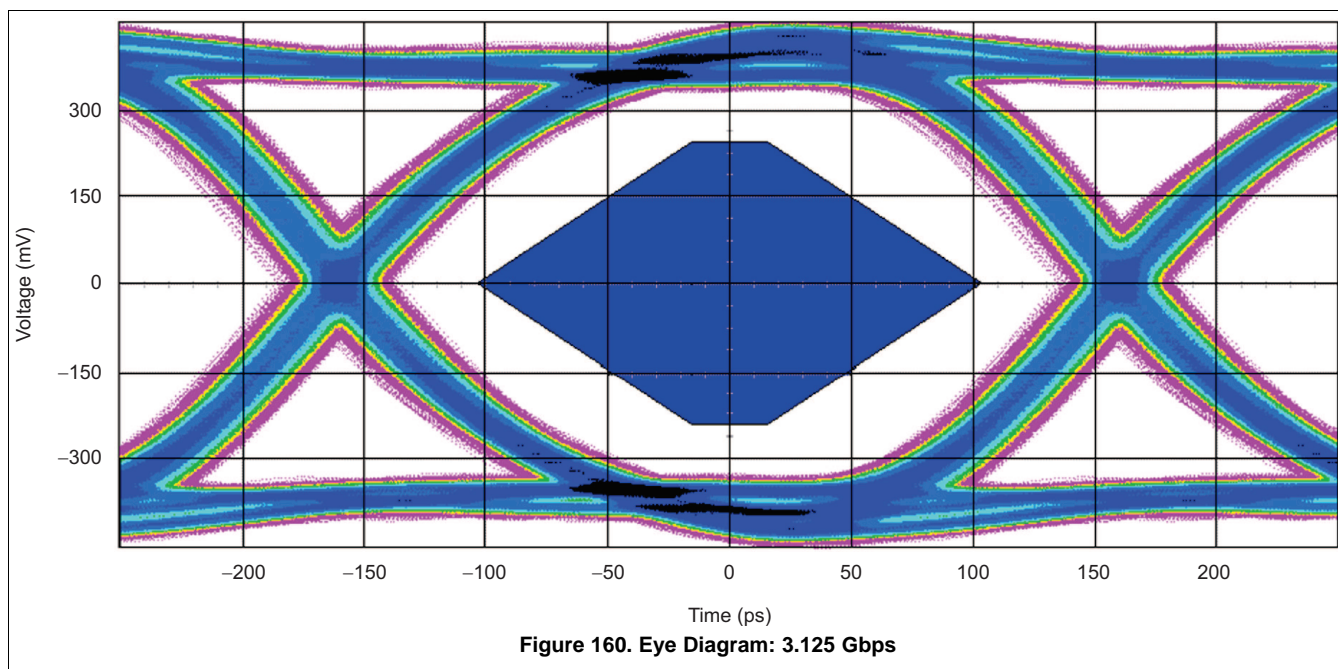 300
150
0
–150
–300
Voltage (mV)
–200 –150 –100 –50 0 50 100 150 200
Time (ps)
Figure 160. Eye Diagram: 3.125 Gbps